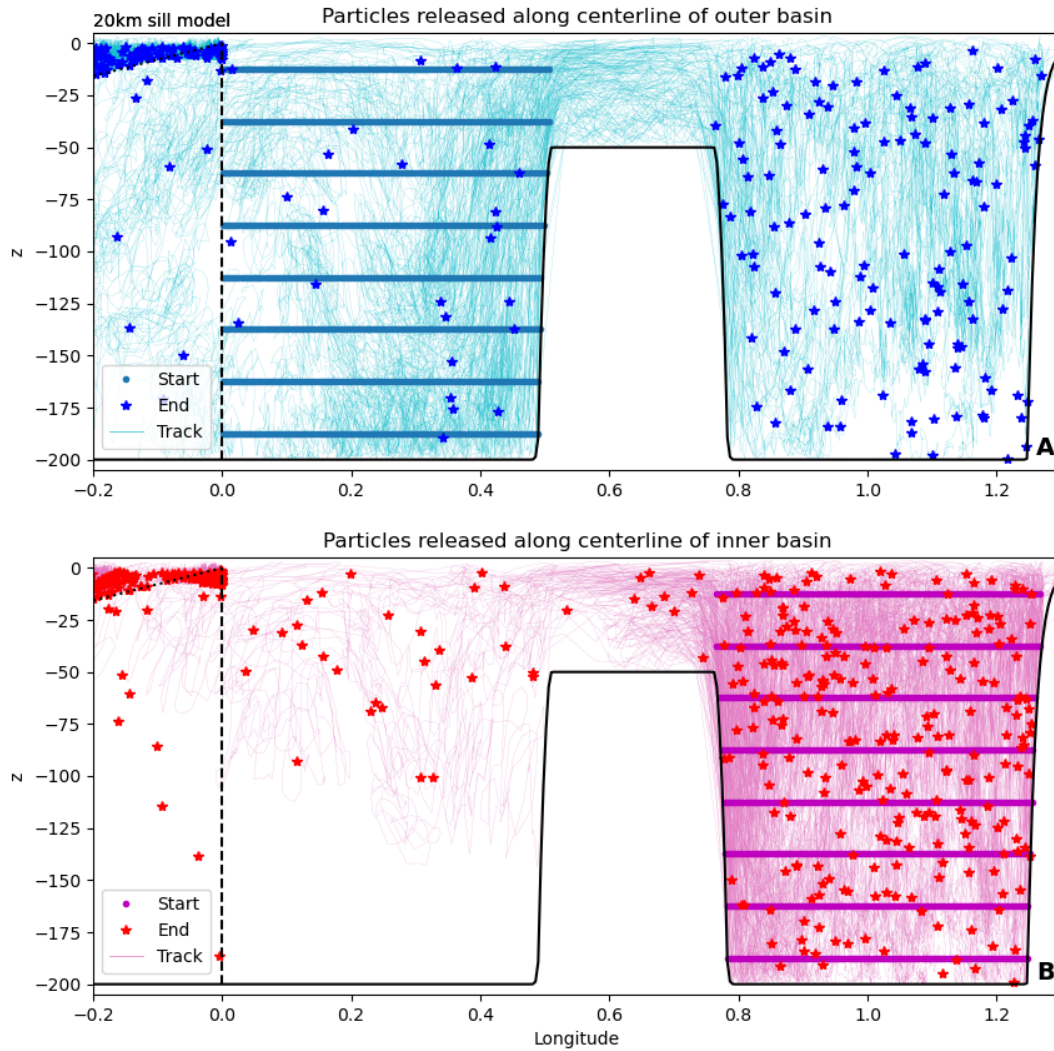 20km sill model
Particles released along centerline of outer basin
0
−25
−50
−75
−100
−125
−150
−175
−200
z
Start
End
Track
A
−0.2 0.0 0.2 0.4 0.6 0.8 1.0 1.2
Particles released along centerline of inner basin
0
−25
−50
−75
−100
−125
−150
−175
−200
z
Start
End
Track
B
−0.2 0.0 0.2 0.4 0.6 0.8 1.0 1.2
Longitude